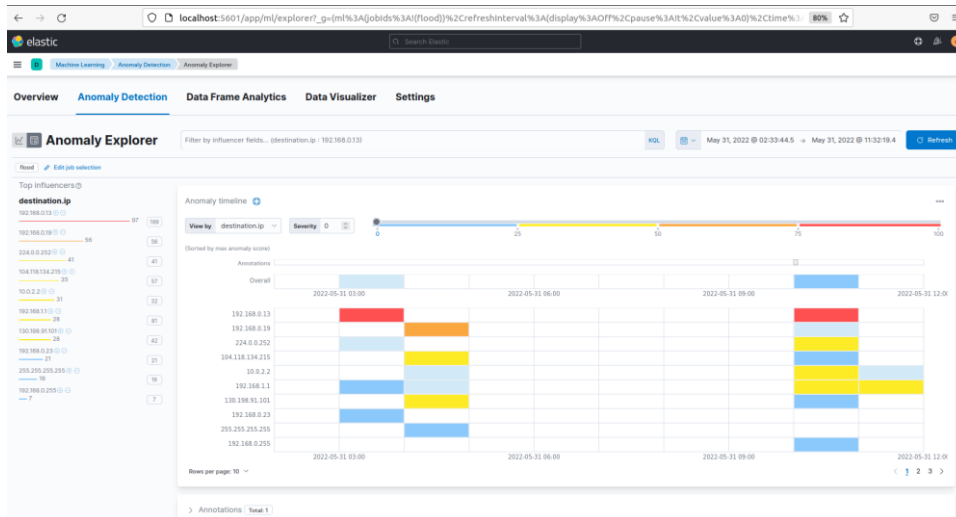 localhost:5601/app/ml/explorer?_g=(ml%3A(jobIds%3A!(flood))%2CrefreshInterval%3A(display%3AOff%2Cpause%3A!t%2Cvalue%3A0)%2Ctime%3
80%
elastic
Search Elastic
D
Machine Learning
Anomaly Detection
Anomaly Explorer
Overview
Anomaly Detection
Data Frame Analytics
Data Visualizer
Settings
Anomaly Explorer
Filter by influencer fields... (destination.ip : 192.168.0.13)
KQL
May 31, 2022 @ 02:33:44.5 → May 31, 2022 @ 11:32:19.4
Refresh
flood
Edit job selection
Top influencers
destination.ip
192.168.0.13
97
192.168.0.19
56
56
224.0.0.252
41
41
104.118.134.215
35
57
10.0.2.2
31
192.168.1.1
28
81
130.198.91.101
28
42
192.168.0.23
21
21
255.255.255.255
16
16
192.168.0.255
7
7
Anomaly timeline
View by destination.ip
Severity 0
0
25
50
75
100
(Sorted by max anomaly score)
Annotations
Overall
2022-05-31 03:00
2022-05-31 06:00
2022-05-31 09:00
2022-05-31 12:0
192.168.0.13
192.168.0.19
224.0.0.252
104.118.134.215
10.0.2.2
192.168.1.1
130.198.91.101
192.168.0.23
255.255.255.255
192.168.0.255
2022-05-31 03:00
2022-05-31 06:00
2022-05-31 09:00
2022-05-31 12:0
Rows per page: 10
1 2 3
Annotations Total: 1